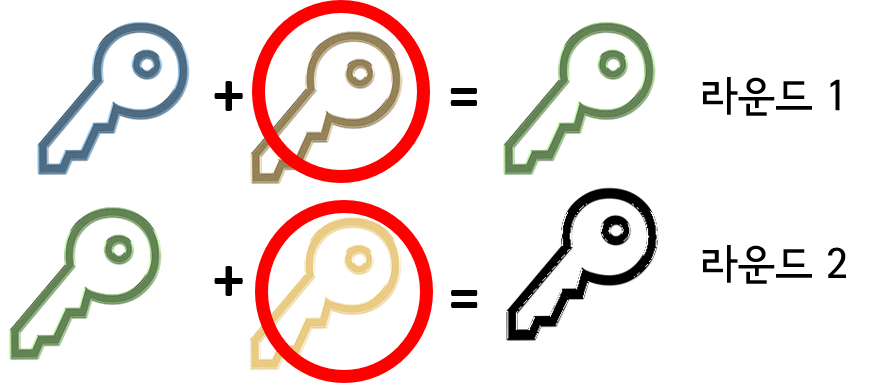 + = 라운드 1
+ = 라운드 2